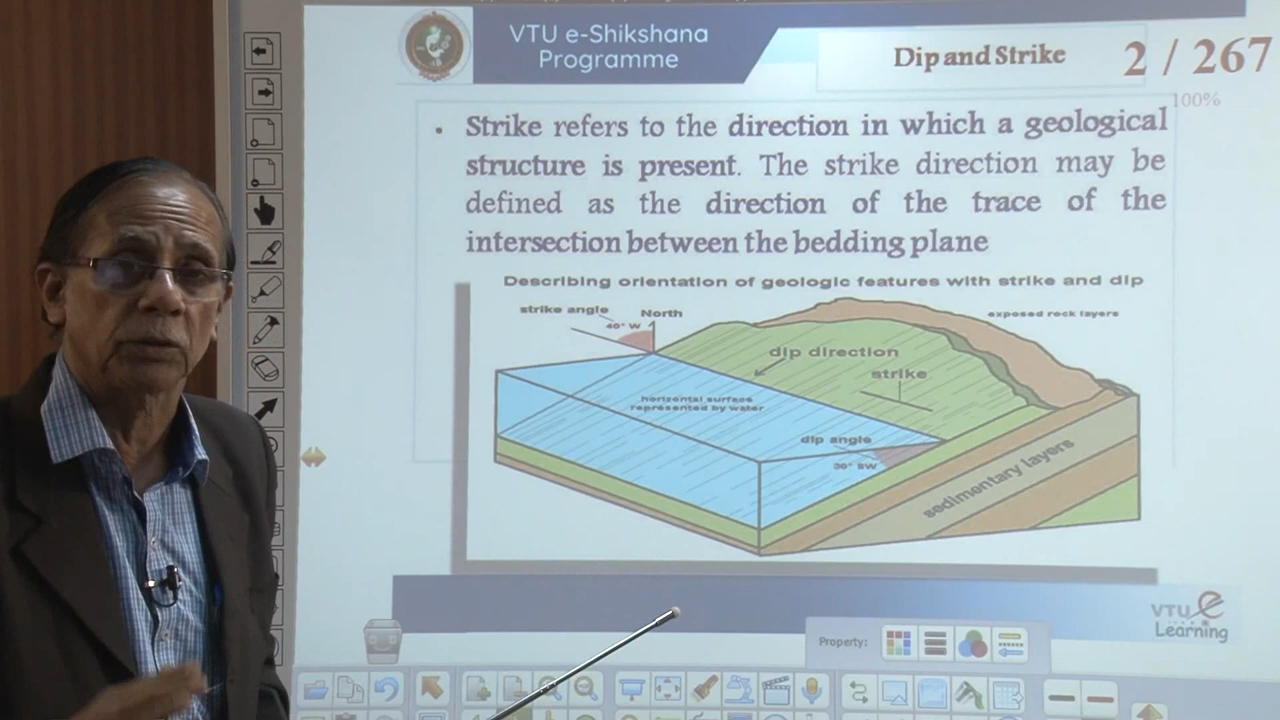 VTU e-Shikshana
Programme
Dip and Strike
2 / 267
100%
• Strike refers to the direction in which a geological
structure is present. The strike direction may be
defined as the direction of the trace of the
intersection between the bedding plane
Describing orientation of geologic features with strike and dip
strike angle
North
exposed rock layers
40° W
dip direction
strike
horizontal surface
represented by water
dip angle
30° SW
sedimentary layers
VTU e
Learning
Property: